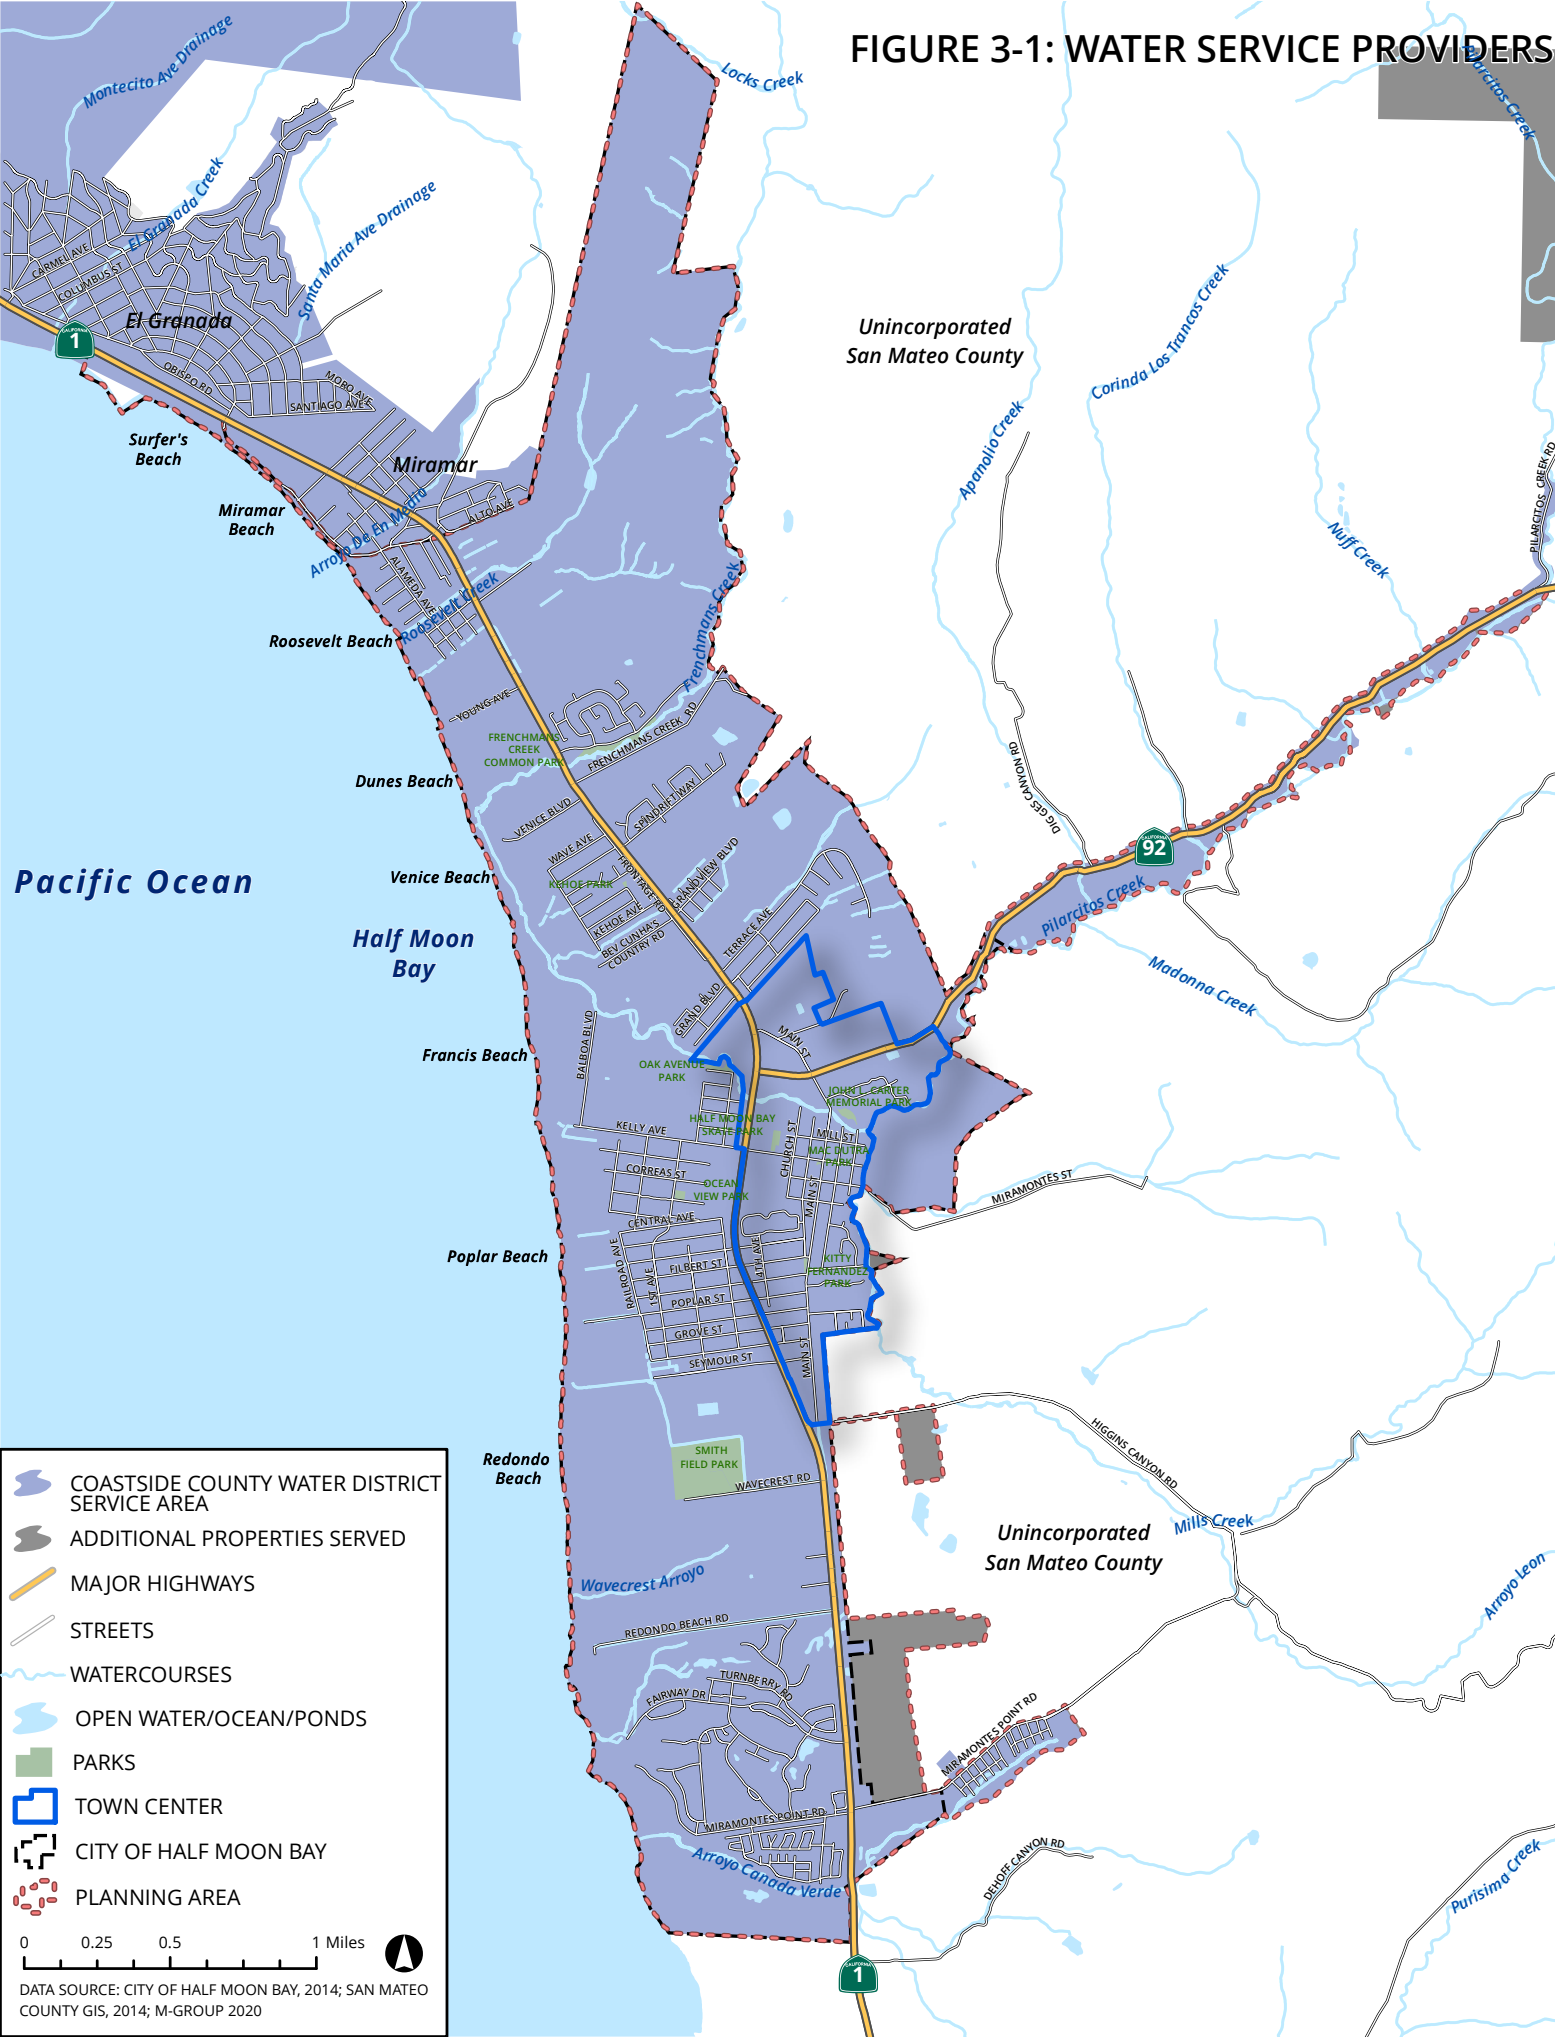 FIGURE 3-1: WATER SERVICE PROVIDERS
Montecito Ave Drainage
Locks Creek
Pilarcitos Creek
El Granada Creek
Santa Maria Ave Drainage
CARMEL AVE
COLUMBUS ST
El Granada
CALIFORNIA
1
OBISPO RD
MORO AVE
SANTIAGO AVE
Unincorporated
San Mateo County
Corinda Los Trancos Creek
Apanolio Creek
Surfer's
Beach
Miramar
Miramar
Beach
ALTO AVE
Arroyo De En Medio
ALAMEDA AVE
Roosevelt Creek
Roosevelt Beach
Frenchmans Creek
Nuff Creek
PILARCITOS CREEK RD
YOUNG AVE
FRENCHMANS
CREEK
COMMON PARK
FRENCHMANS CREEK RD
Dunes Beach
VENICE BLVD
SPINDRIFT WAY
DIGGES CANYON RD
WAVE AVE
FRONTAGE RD
GRANDVIEW BLVD
CALIFORNIA
92
Pacific Ocean
Venice Beach
KEHOE PARK
KEHOE AVE
BEV CUNHA'S
COUNTRY RD
TERRACE AVE
Pilarcitos Creek
Half Moon
Bay
Madonna Creek
GRAND BLVD
MAIN ST
BALBOA BLVD
Francis Beach
OAK AVENUE
PARK
JOHN L. CARTER
MEMORIAL PARK
HALF MOON BAY
SKATE PARK
KELLY AVE
CHURCH ST
MILL ST
MAC DUTRA
PARK
CORREAS ST
OCEAN
VIEW PARK
MAIN ST
MIRAMONTES ST
CENTRAL AVE
Poplar Beach
RAILROAD AVE
1ST AVE
FILBERT ST
4TH AVE
KITTY
FERNANDEZ
PARK
POPLAR ST
GROVE ST
SEYMOUR ST
MAIN ST
HIGGINS CANYON RD
Redondo
Beach
SMITH
FIELD PARK
WAVECREST RD
Mills Creek
Unincorporated
San Mateo County
Wavecrest Arroyo
Arroyo Leon
REDONDO BEACH RD
TURNBERRY RD
FAIRWAY DR
MIRAMONTES POINT RD
MIRAMONTES POINT RD
Arroyo Canada Verde
DEHOFF CANYON RD
Purisima Creek
CALIFORNIA
1
COASTSIDE COUNTY WATER DISTRICT
SERVICE AREA
ADDITIONAL PROPERTIES SERVED
MAJOR HIGHWAYS
STREETS
WATERCOURSES
OPEN WATER/OCEAN/PONDS
PARKS
TOWN CENTER
CITY OF HALF MOON BAY
PLANNING AREA
0 0.25 0.5 1 Miles
DATA SOURCE: CITY OF HALF MOON BAY, 2014; SAN MATEO
COUNTY GIS, 2014; M-GROUP 2020